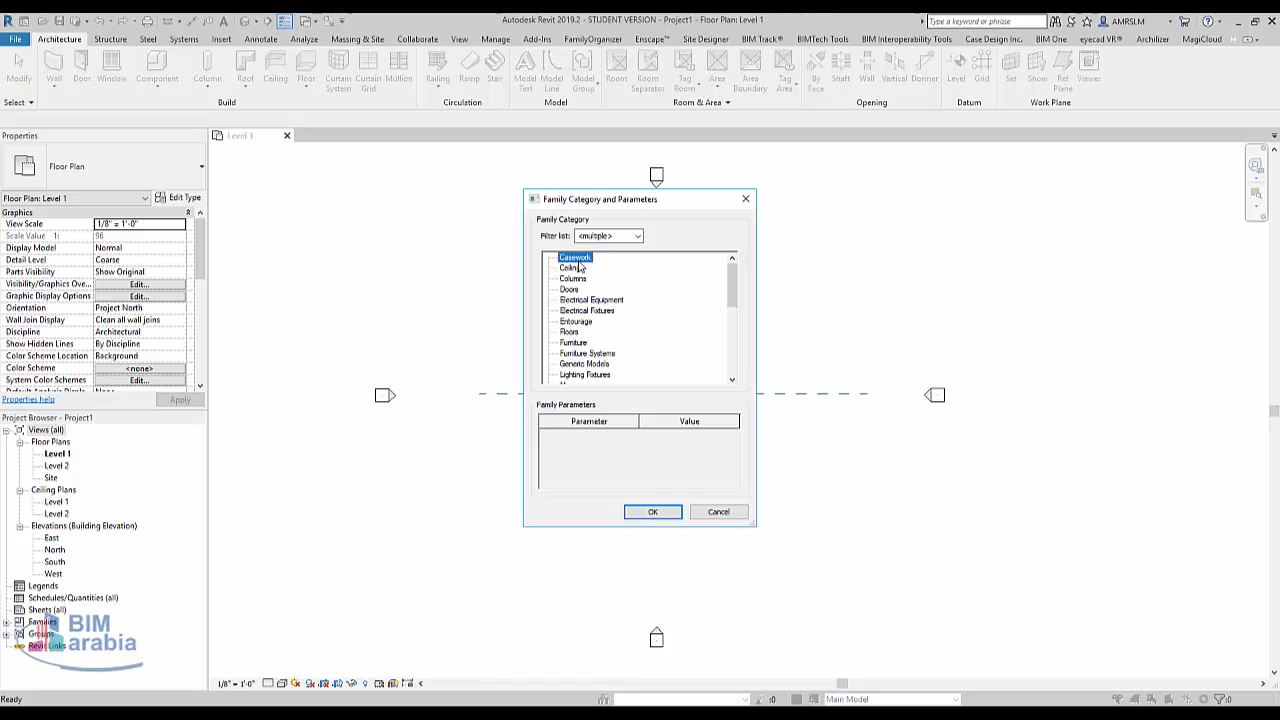 Autodesk Revit 2019.2 - STUDENT VERSION - Project1 - Floor Plan: Level 1
Type a keyword or phrase
AMRSLM
File Architecture Structure Steel Systems Insert Annotate Analyze Massing & Site Collaborate View Manage Add-Ins FamilyOrganizer Enscape™ Site Designer BIM Track® BIMTech Tools BIM Interoperability Tools Case Design Inc. BIM One eyecad VR® Archilizer MagiCloud
Modify Wall Door Window Component Column Roof Ceiling Floor Curtain System Curtain Grid Mullion Railing Ramp Stair Model Text Model Line Model Group Room Room Separator Tag Room Area Area Boundary Tag Area By Face Shaft Wall Vertical Dormer Level Grid Set Show Ref Plane Viewer
Select Build Circulation Model Room & Area Opening Datum Work Plane
Properties
Level 1
Floor Plan
Floor Plan: Level 1
Edit Type
Graphics
View Scale 1/8" = 1'-0"
Scale Value 1: 96
Display Model Normal
Detail Level Coarse
Parts Visibility Show Original
Visibility/Graphics Ove... Edit...
Graphic Display Options Edit...
Orientation Project North
Wall Join Display Clean all wall joins
Discipline Architectural
Show Hidden Lines By Discipline
Color Scheme Location Background
Color Scheme <none>
System Color Schemes Edit...
Properties help
Apply
Project Browser - Project1
Views (all)
Floor Plans
Level 1
Level 2
Site
Ceiling Plans
Level 1
Level 2
Elevations (Building Elevation)
East
North
South
West
Legends
Schedules/Quantities (all)
Sheets (all)
Families
Groups
Revit Links
BIM
arabia
Family Category and Parameters
Family Category
Filter list: <multiple>
Casework
Ceilings
Columns
Doors
Electrical Equipment
Electrical Fixtures
Entourage
Floors
Furniture
Furniture Systems
Generic Models
Lighting Fixtures
Family Parameters
Parameter Value
OK Cancel
1/8" = 1'-0"
Ready
:0
Main Model
:0